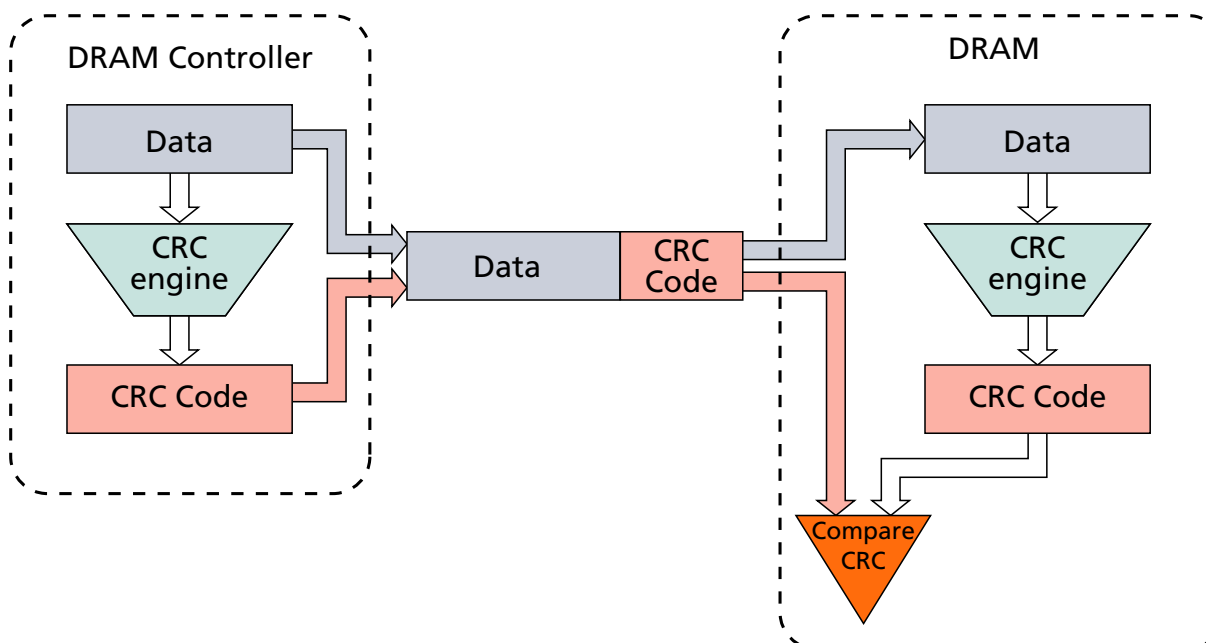 DRAM Controller
Data
CRC
engine
CRC Code
Data
CRC
Code
DRAM
Data
CRC
engine
CRC Code
Compare
CRC